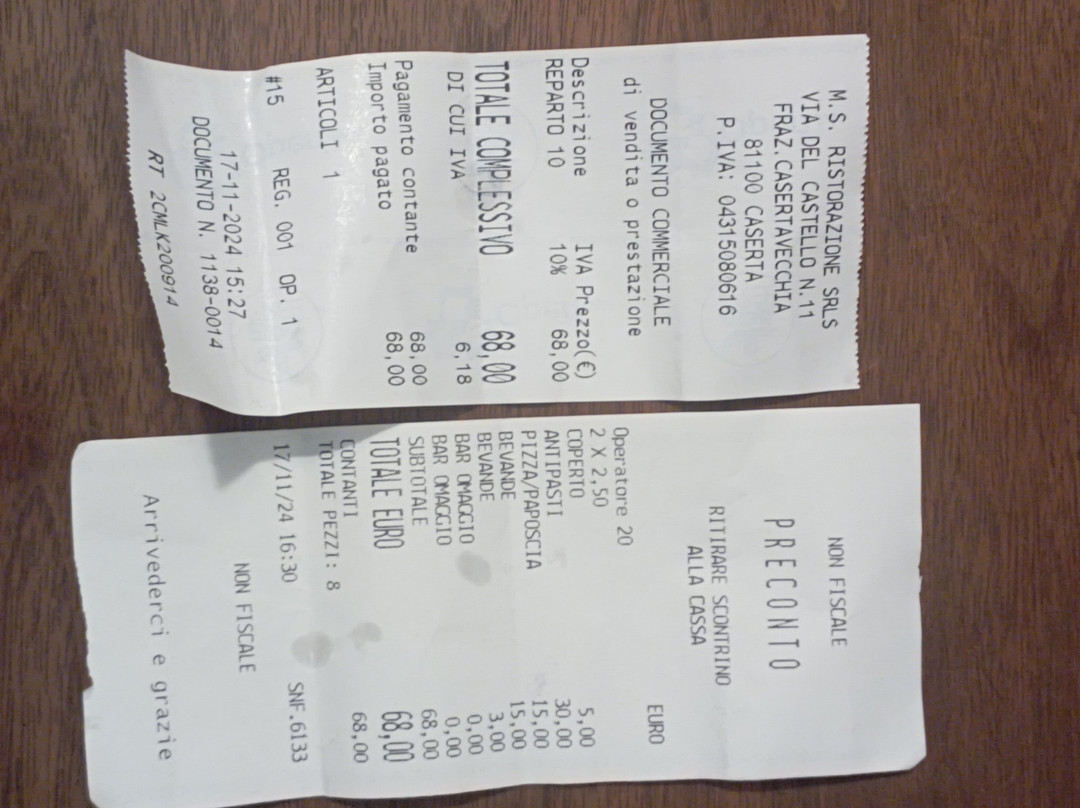 M.S. RISTORAZIONE SRLS
VIA DEL CASTELLO N.11
FRAZ.CASERTAVECCHIA
81100 CASERTA
P.IVA: 04315080616
DOCUMENTO COMMERCIALE
di vendita o prestazione
Descrizione IVA Prezzo(€)
REPARTO 10 10% 68,00
TOTALE COMPLESSIVO 68,00
DI CUI IVA 6,18
Pagamento contante 68,00
Importo pagato 68,00
ARTICOLI 1
#15 REG. 001 OP. 1
17-11-2024 15:27
DOCUMENTO N. 1138-0014
RT 2CMLN200914
NON FISCALE
PRECONTO
RITIRARE SCONTRINO
ALLA CASSA
EURO
Operatore 20
2 X 2,50
COPERTO 5,00
ANTIPASTI 30,00
PIZZA/PAPOSCIA 15,00
BEVANDE 15,00
BEVANDE 3,00
BAR OMAGGIO 0,00
BAR OMAGGIO 0,00
SUBTOTALE 68,00
TOTALE EURO 68,00
CONTANTI 68,00
TOTALE PEZZI: 8
17/11/24 16:30 SNF.6133
NON FISCALE
Arrivederci e grazie